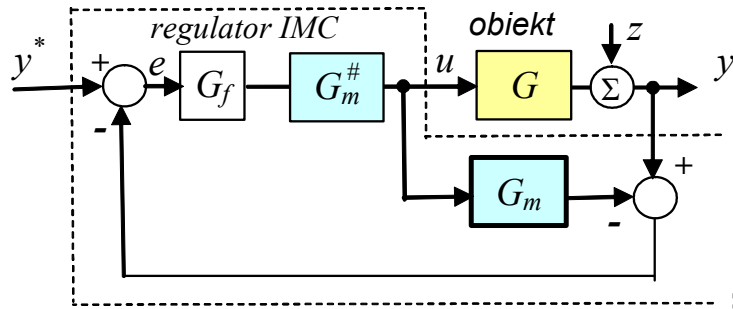 regulator IMC
obiekt
y*
+
e
G_f
G_m^#
u
G
z
Σ
y
-
G_m
+
-